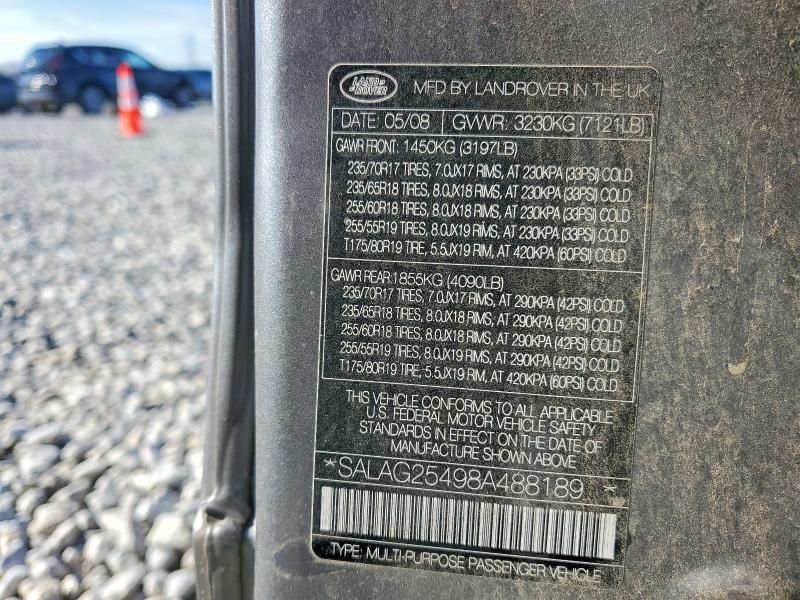 LAND ROVER MFD BY LANDROVER IN THE UK
DATE: 05/08 GVWR: 3230KG (7121LB)
GAWR FRONT: 1450KG (3197LB)
235/70R17 TIRES, 7.0JX17 RIMS, AT 230KPA (33PSI) COLD
235/65R18 TIRES, 8.0JX18 RIMS, AT 230KPA (33PSI) COLD
255/60R18 TIRES, 8.0JX18 RIMS, AT 230KPA (33PSI) COLD
255/55R19 TIRES, 8.0JX19 RIMS, AT 230KPA (33PSI) COLD
T175/80R19 TIRE, 5.5JX19 RIM, AT 420KPA (60PSI) COLD
GAWR REAR: 1855KG (4090LB)
235/70R17 TIRES, 7.0JX17 RIMS, AT 290KPA (42PSI) COLD
235/65R18 TIRES, 8.0JX18 RIMS, AT 290KPA (42PSI) COLD
255/60R18 TIRES, 8.0JX18 RIMS, AT 290KPA (42PSI) COLD
255/55R19 TIRES, 8.0JX19 RIMS, AT 290KPA (42PSI) COLD
T175/80R19 TIRE, 5.5JX19 RIM, AT 420KPA (60PSI) COLD
THIS VEHICLE CONFORMS TO ALL APPLICABLE
U.S. FEDERAL MOTOR VEHICLE SAFETY
STANDARDS IN EFFECT ON THE DATE OF
MANUFACTURE SHOWN ABOVE
*SALAG25498A488189 *
TYPE: MULTI-PURPOSE PASSENGER VEHICLE